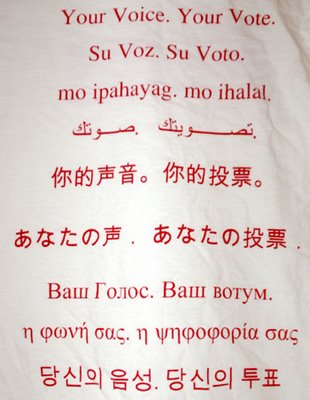 Your Voice. Your Vote.
Su Voz. Su Voto.
mo ipahayag. mo ihalal.
تصـــــويتك. صـــوتك
你的声音。你的投票。
あなたの声 . あなたの投票 .
Ваш Голос. Ваш вотум.
η φωνή σας. η ψηφοφορία σας
당신의 음성. 당신의 투표